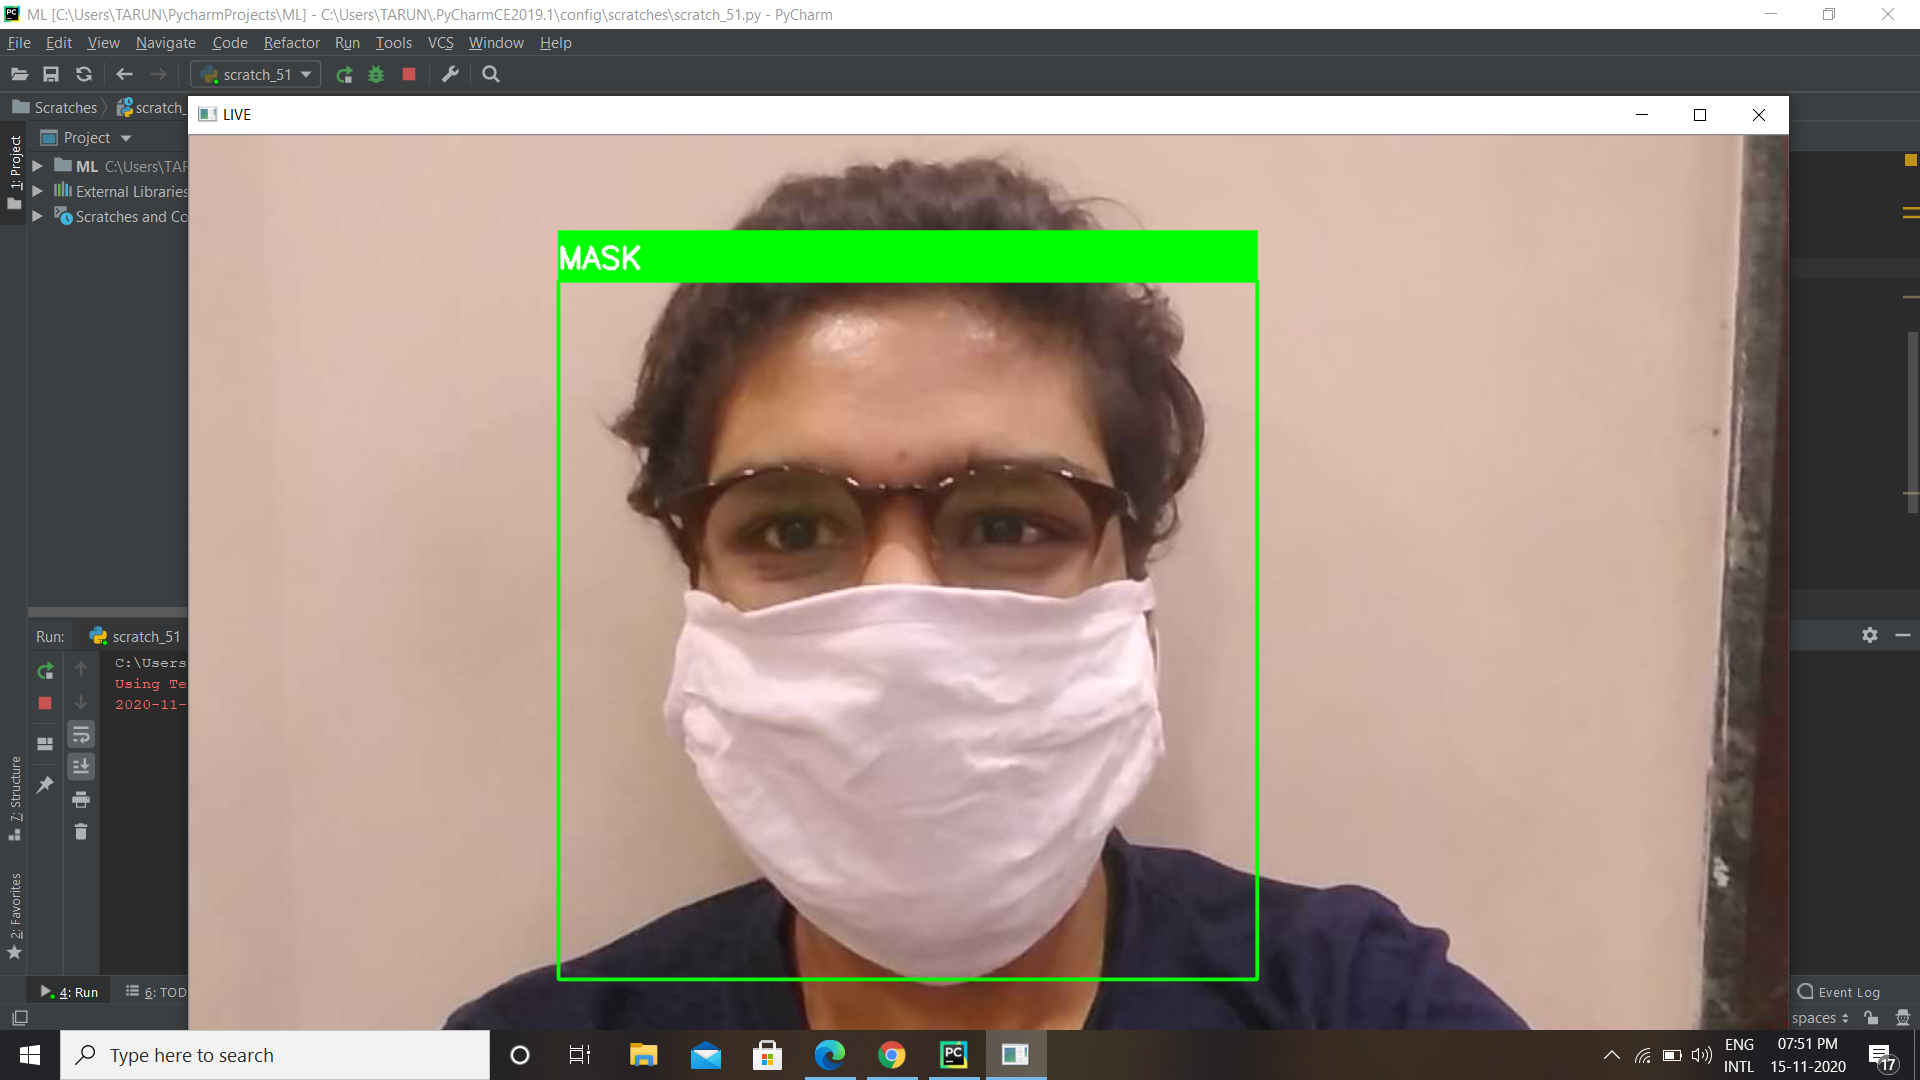 ML [C:\Users\TARUN\PycharmProjects\ML] - C:\Users\TARUN\.PyCharmCE2019.1\config\scratches\scratch_51.py - PyCharm
File Edit View Navigate Code Refactor Run Tools VCS Window Help
scratch_51
Scratches scratch_
LIVE
1: Project
Project
ML C:\Users\TAR
External Libraries
Scratches and Co
MASK
Run: scratch_51
C:\Users
Using Te
2020-11-
7: Structure
2: Favorites
4: Run 6: TOD
Event Log
spaces
Type here to search
PC
ENG
INTL
07:51 PM
15-11-2020
17